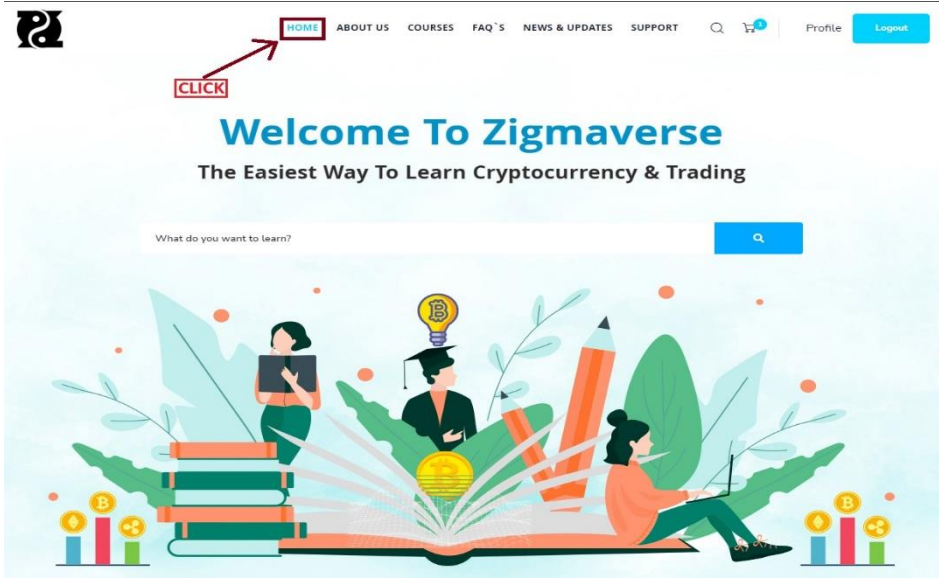 HOME ABOUT US COURSES FAQ`S NEWS & UPDATES SUPPORT 1 Profile Logout
CLICK
Welcome To Zigmaverse
The Easiest Way To Learn Cryptocurrency & Trading
What do you want to learn?